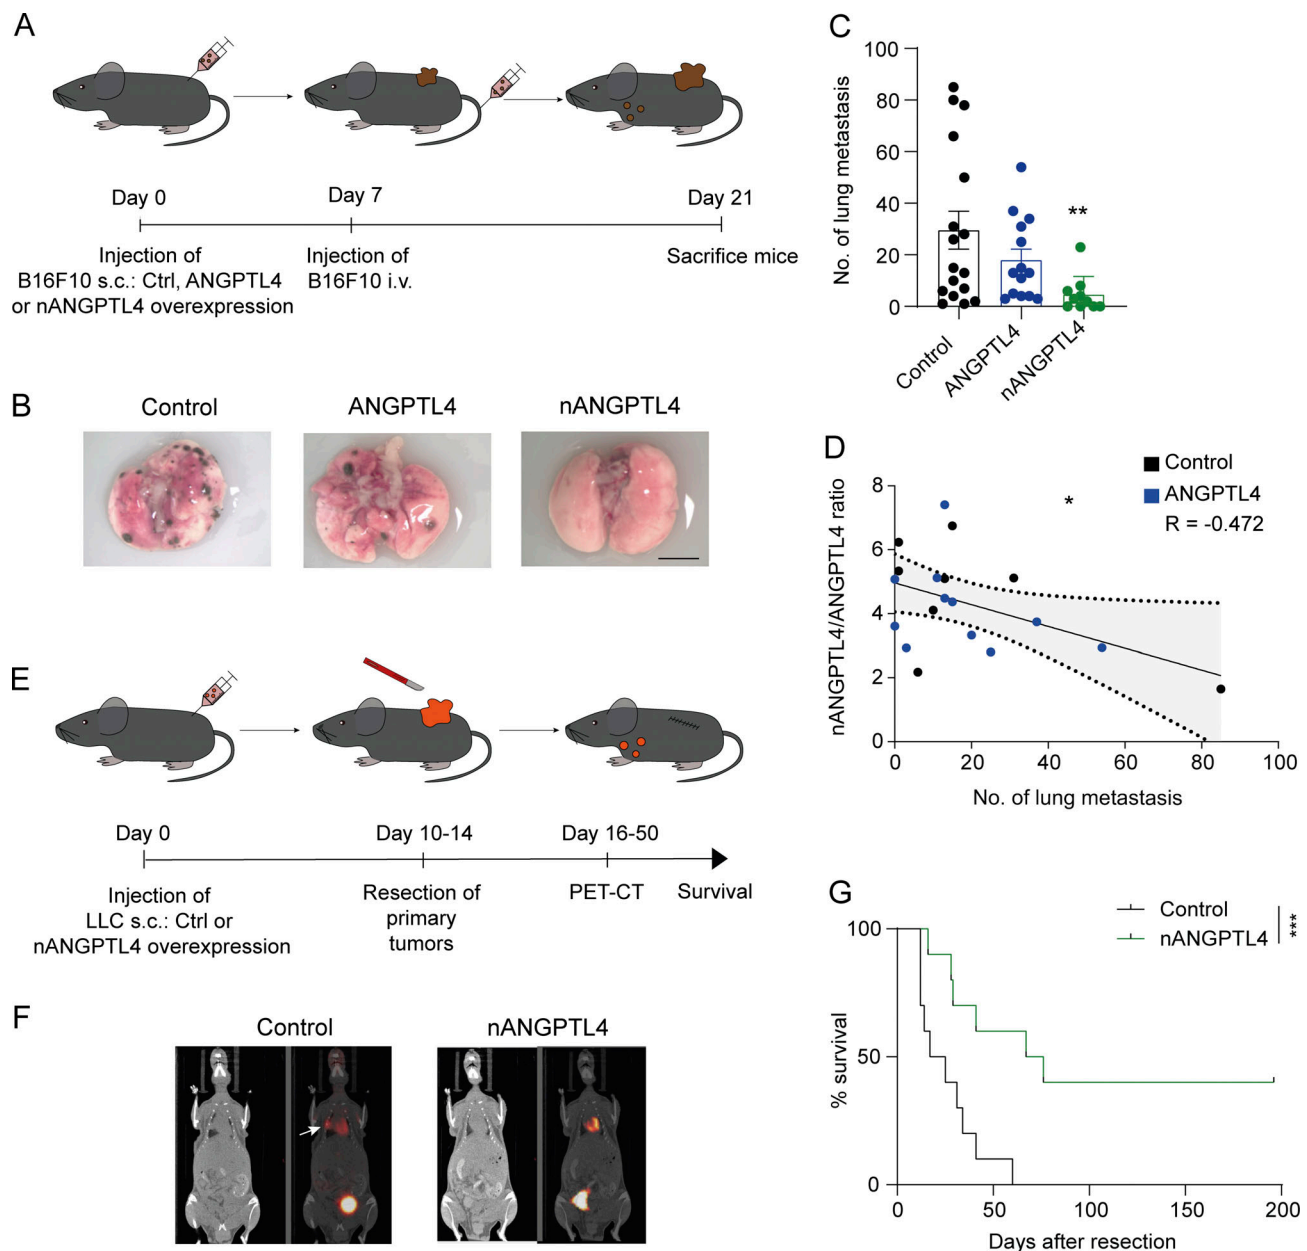 A
Day 0
Day 7
Day 21
Injection of
B16F10 s.c.: Ctrl, ANGPTL4
or nANGPTL4 overexpression
Injection of
B16F10 i.v.
Sacrifice mice
B
Control
ANGPTL4
nANGPTL4
C
No. of lung metastasis
100
80
60
40
20
0
**
Control
ANGPTL4
nANGPTL4
D
Control
ANGPTL4
R = -0.472
*
nANGPTL4/ANGPTL4 ratio
8
6
4
2
0
0
20
40
60
80
100
No. of lung metastasis
E
Day 0
Day 10-14
Day 16-50
Injection of
LLC s.c.: Ctrl or
nANGPTL4 overexpression
Resection of
primary
tumors
PET-CT
Survival
F
Control
nANGPTL4
G
Control
nANGPTL4
***
% survival
100
50
0
0
50
100
150
200
Days after resection